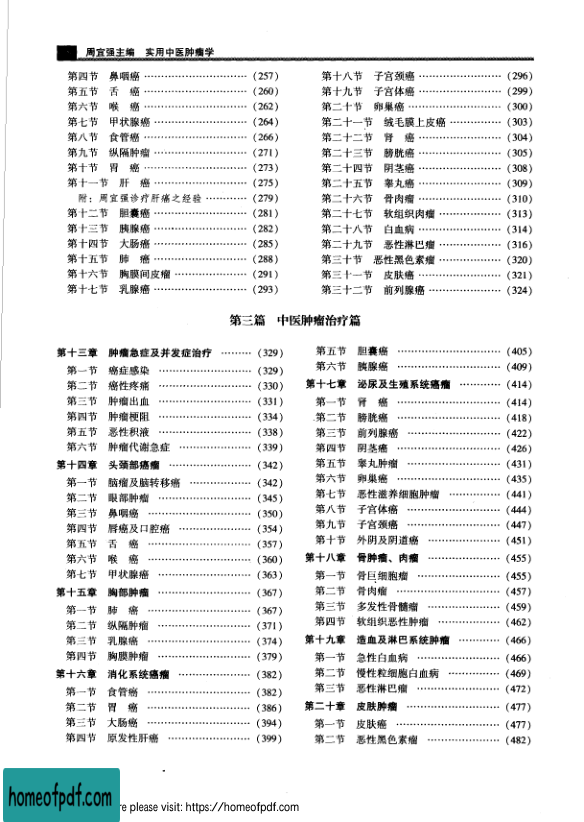 周宜强主编 实用中医肿瘤学
第四节 鼻咽癌 ………………………… (257)
第五节 舌 癌 ………………………… (260)
第六节 喉 癌 ………………………… (262)
第七节 甲状腺癌 ……………………… (264)
第八节 食管癌 ………………………… (266)
第九节 纵隔肿瘤 ……………………… (271)
第十节 胃 癌 ………………………… (273)
第十一节 肝 癌 ……………………… (275)
附：周宜强诊疗肝癌之经验 ………… (279)
第十二节 胆囊癌 ……………………… (281)
第十三节 胰腺癌 ……………………… (282)
第十四节 大肠癌 ……………………… (285)
第十五节 肺 癌 ……………………… (288)
第十六节 胸膜间皮瘤 ………………… (291)
第十七节 乳腺癌 ……………………… (293)
第十八节 子宫颈癌 …………………… (296)
第十九节 子宫体癌 …………………… (299)
第二十节 卵巢癌 ……………………… (300)
第二十一节 绒毛膜上皮癌 …………… (303)
第二十二节 肾 癌 …………………… (304)
第二十三节 膀胱癌 …………………… (305)
第二十四节 阴茎癌 …………………… (308)
第二十五节 睾丸癌 …………………… (309)
第二十六节 骨肉瘤 …………………… (310)
第二十七节 软组织肉瘤 ……………… (313)
第二十八节 白血病 …………………… (314)
第二十九节 恶性淋巴瘤 ……………… (316)
第三十节 恶性黑色素瘤 ……………… (320)
第三十一节 皮肤癌 …………………… (321)
第三十二节 前列腺癌 ………………… (324)
第三篇 中医肿瘤治疗篇
第十三章 肿瘤急症及并发症治疗 ……… (329)
第一节 癌症感染 ……………………… (329)
第二节 癌性疼痛 ……………………… (330)
第三节 肿瘤出血 ……………………… (331)
第四节 肿瘤梗阻 ……………………… (334)
第五节 恶性积液 ……………………… (338)
第六节 肿瘤代谢急症 ………………… (339)
第十四章 头颈部癌瘤 ………………… (342)
第一节 脑瘤及脑转移癌 ……………… (342)
第二节 眼部肿瘤 ……………………… (345)
第三节 鼻咽癌 ………………………… (350)
第四节 唇癌及口腔癌 ………………… (354)
第五节 舌 癌 ………………………… (357)
第六节 喉 癌 ………………………… (360)
第七节 甲状腺癌 ……………………… (363)
第十五章 胸部肿瘤 …………………… (367)
第一节 肺 癌 ………………………… (367)
第二节 纵隔肿瘤 ……………………… (371)
第三节 乳腺癌 ………………………… (374)
第四节 胸膜肿瘤 ……………………… (379)
第十六章 消化系统癌瘤 ……………… (382)
第一节 食管癌 ………………………… (382)
第二节 胃 癌 ………………………… (386)
第三节 大肠癌 ………………………… (394)
第四节 原发性肝癌 …………………… (399)
第五节 胆囊癌 ………………………… (405)
第六节 胰腺癌 ………………………… (409)
第十七章 泌尿及生殖系统癌瘤 ……… (414)
第一节 肾 癌 ………………………… (414)
第二节 膀胱癌 ………………………… (418)
第三节 前列腺癌 ……………………… (422)
第四节 阴茎癌 ………………………… (426)
第五节 睾丸肿瘤 ……………………… (431)
第六节 卵巢癌 ………………………… (435)
第七节 恶性滋养细胞肿瘤 …………… (441)
第八节 子宫体癌 ……………………… (444)
第九节 子宫颈癌 ……………………… (447)
第十节 外阴及阴道癌 ………………… (451)
第十八章 骨肿瘤、肉瘤 ……………… (455)
第一节 骨巨细胞瘤 …………………… (455)
第二节 骨肉瘤 ………………………… (457)
第三节 多发性骨髓瘤 ………………… (459)
第四节 软组织恶性肿瘤 ……………… (462)
第十九章 造血及淋巴系统肿瘤 ……… (466)
第一节 急性白血病 …………………… (466)
第二节 慢性粒细胞白血病 …………… (469)
第三节 恶性淋巴瘤 …………………… (472)
第二十章 皮肤肿瘤 …………………… (477)
第一节 皮肤癌 ………………………… (477)
第二节 恶性黑色素瘤 ………………… (482)
homeofpdf.com
re please visit: https://homeofpdf.com